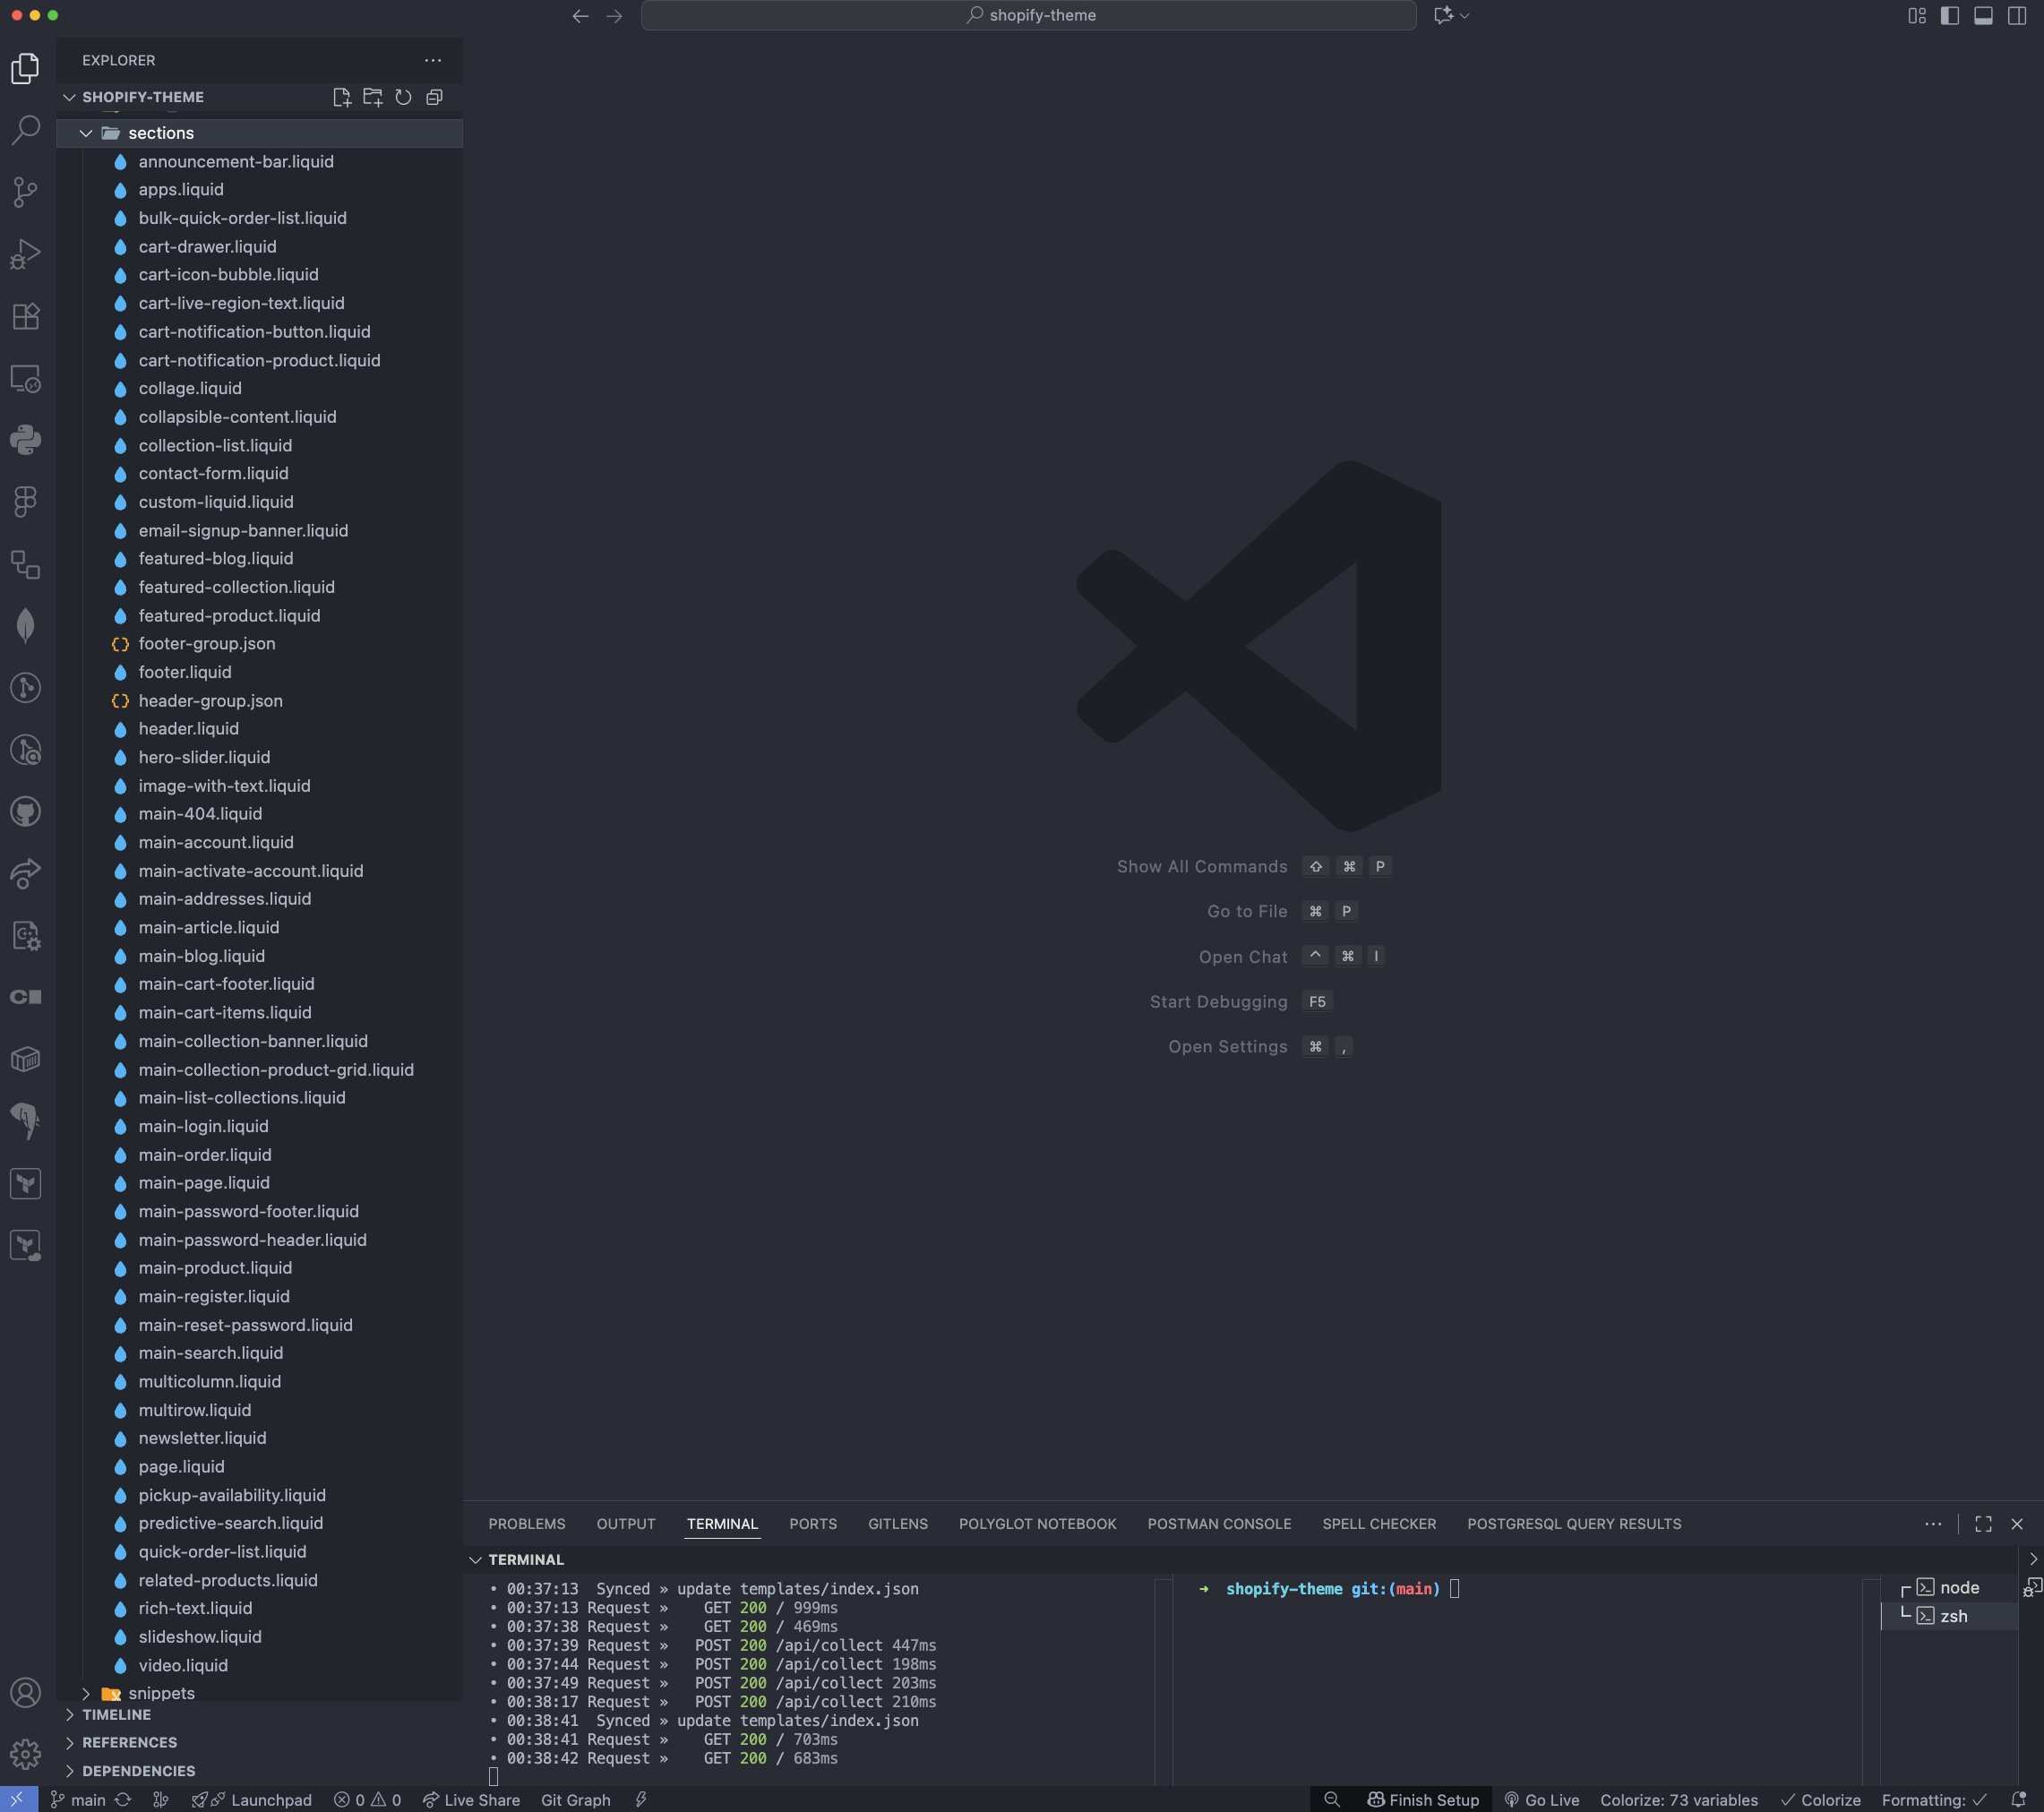 shopify-theme
EXPLORER
SHOPIFY-THEME
sections
announcement-bar.liquid
apps.liquid
bulk-quick-order-list.liquid
cart-drawer.liquid
cart-icon-bubble.liquid
cart-live-region-text.liquid
cart-notification-button.liquid
cart-notification-product.liquid
collage.liquid
collapsible-content.liquid
collection-list.liquid
contact-form.liquid
custom-liquid.liquid
email-signup-banner.liquid
featured-blog.liquid
featured-collection.liquid
featured-product.liquid
footer-group.json
footer.liquid
header-group.json
header.liquid
hero-slider.liquid
image-with-text.liquid
main-404.liquid
main-account.liquid
main-activate-account.liquid
main-addresses.liquid
main-article.liquid
main-blog.liquid
main-cart-footer.liquid
main-cart-items.liquid
main-collection-banner.liquid
main-collection-product-grid.liquid
main-list-collections.liquid
main-login.liquid
main-order.liquid
main-page.liquid
main-password-footer.liquid
main-password-header.liquid
main-product.liquid
main-register.liquid
main-reset-password.liquid
main-search.liquid
multicolumn.liquid
multirow.liquid
newsletter.liquid
page.liquid
pickup-availability.liquid
predictive-search.liquid
quick-order-list.liquid
related-products.liquid
rich-text.liquid
slideshow.liquid
video.liquid
snippets
TIMELINE
REFERENCES
DEPENDENCIES
Show All Commands ⇧ ⌘ P
Go to File ⌘ P
Open Chat ^ ⌘ I
Start Debugging F5
Open Settings ⌘ ,
PROBLEMS OUTPUT TERMINAL PORTS GITLENS POLYGLOT NOTEBOOK POSTMAN CONSOLE SPELL CHECKER POSTGRESQL QUERY RESULTS
TERMINAL
• 00:37:13 Synced » update templates/index.json
• 00:37:13 Request » GET 200 / 999ms
• 00:37:38 Request » GET 200 / 469ms
• 00:37:39 Request » POST 200 /api/collect 447ms
• 00:37:44 Request » POST 200 /api/collect 198ms
• 00:37:49 Request » POST 200 /api/collect 203ms
• 00:38:17 Request » POST 200 /api/collect 210ms
• 00:38:41 Synced » update templates/index.json
• 00:38:41 Request » GET 200 / 703ms
• 00:38:42 Request » GET 200 / 683ms
➜ shopify-theme git:(main)
node
zsh
main Launchpad 0 0 Live Share Git Graph Finish Setup Go Live Colorize: 73 variables Colorize Formatting: